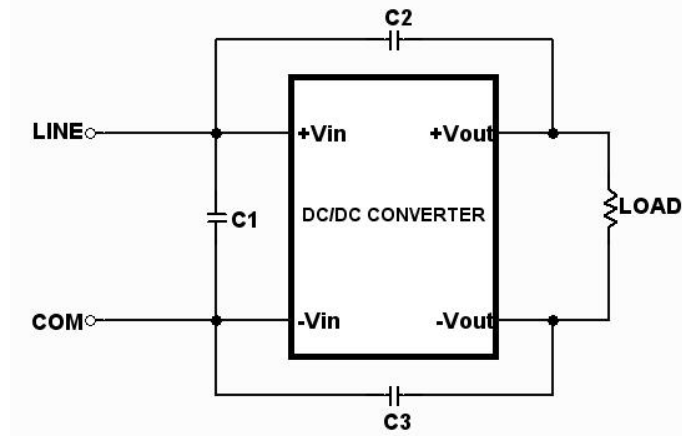 C2
LINE
+Vin
+Vout
C1
DC/DC CONVERTER
LOAD
COM
-Vin
-Vout
C3